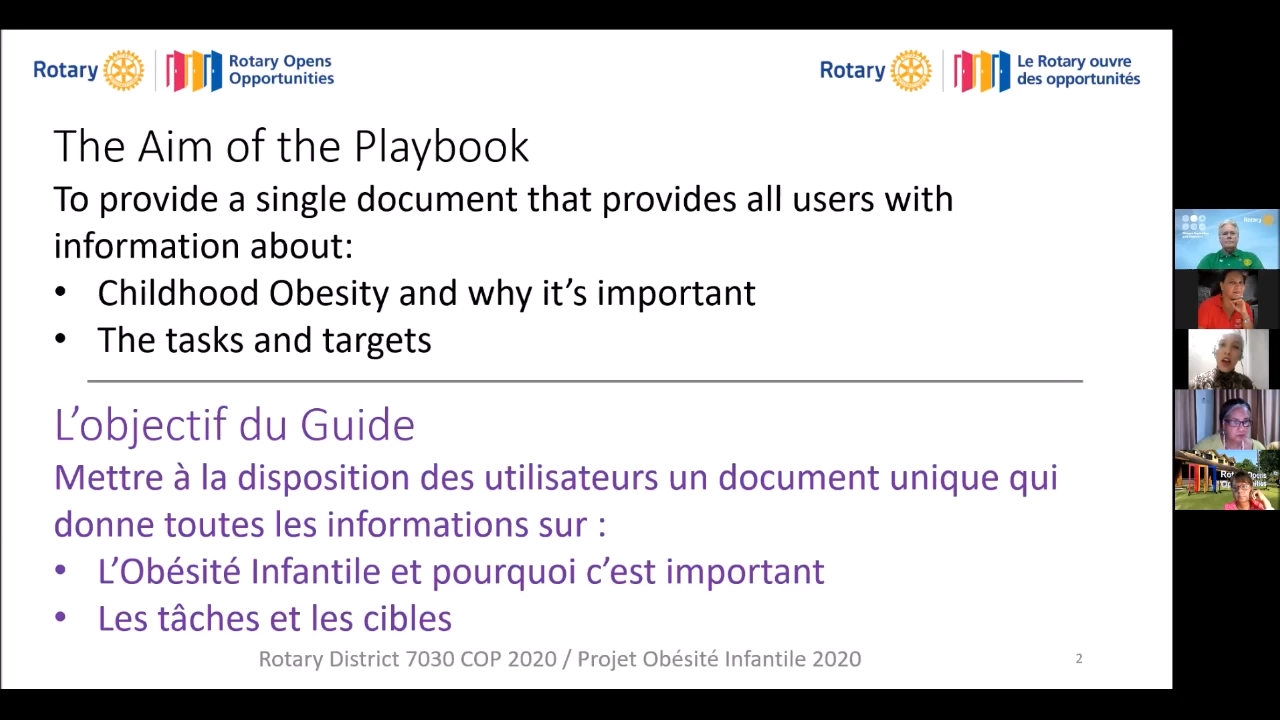 Rotary
Rotary Opens
Opportunities
Rotary
Le Rotary ouvre
des opportunités
The Aim of the Playbook
To provide a single document that provides all users with
information about:
• Childhood Obesity and why it’s important
• The tasks and targets
L’objectif du Guide
Mettre à la disposition des utilisateurs un document unique qui
donne toutes les informations sur :
• L’Obésité Infantile et pourquoi c’est important
• Les tâches et les cibles
Rotary District 7030 COP 2020 / Projet Obésité Infantile 2020
2
Rotary